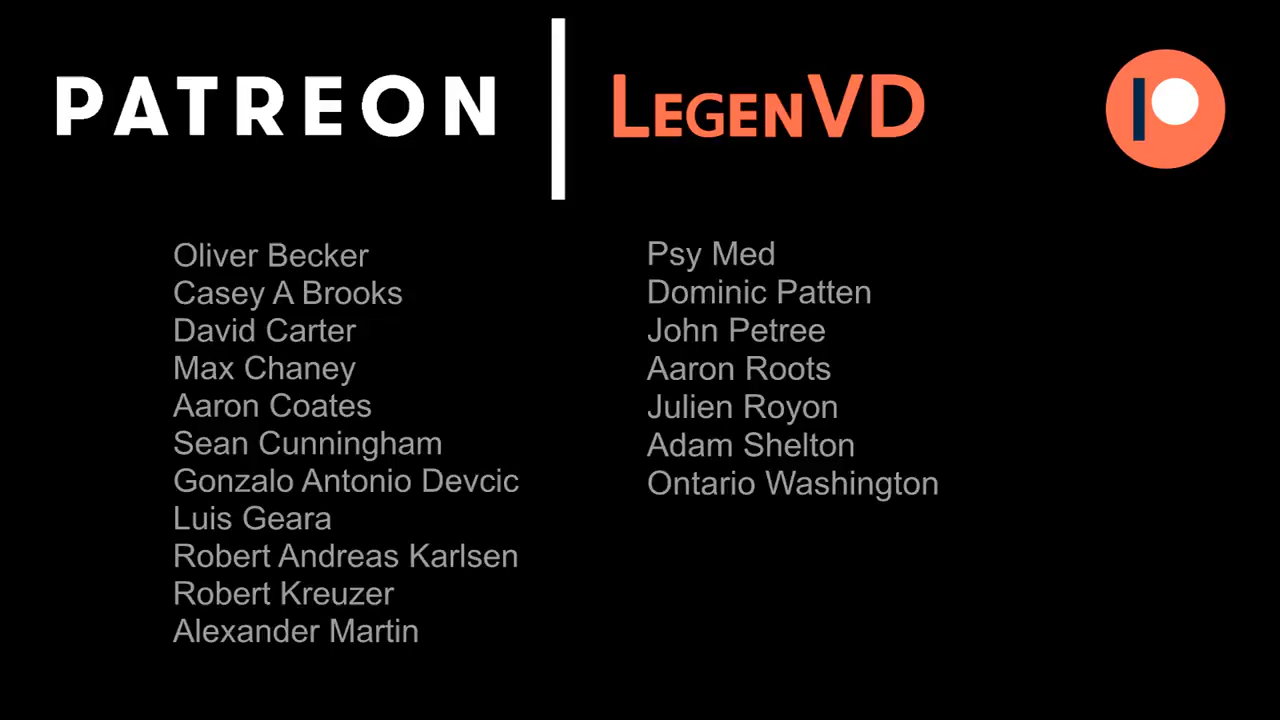 PATREON
LEGENVD
Oliver Becker
Casey A Brooks
David Carter
Max Chaney
Aaron Coates
Sean Cunningham
Gonzalo Antonio Devcic
Luis Geara
Robert Andreas Karlsen
Robert Kreuzer
Alexander Martin
Psy Med
Dominic Patten
John Petree
Aaron Roots
Julien Royon
Adam Shelton
Ontario Washington